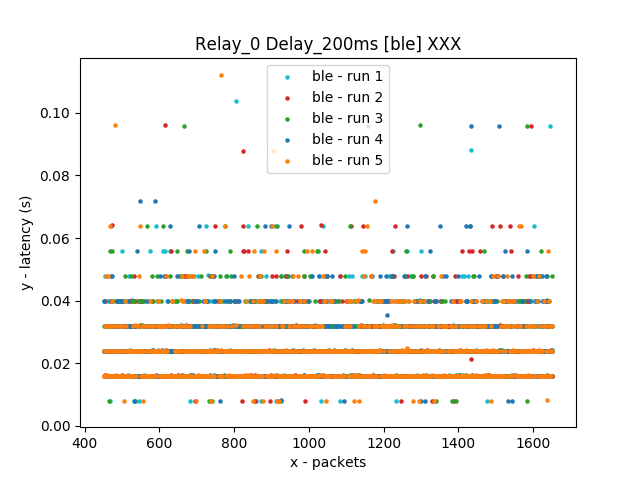 Relay_0 Delay_200ms [ble] XXX
ble - run 1
ble - run 2
ble - run 3
ble - run 4
ble - run 5
y - latency (s)
0.10
0.08
0.06
0.04
0.02
0.00
400 600 800 1000 1200 1400 1600
x - packets